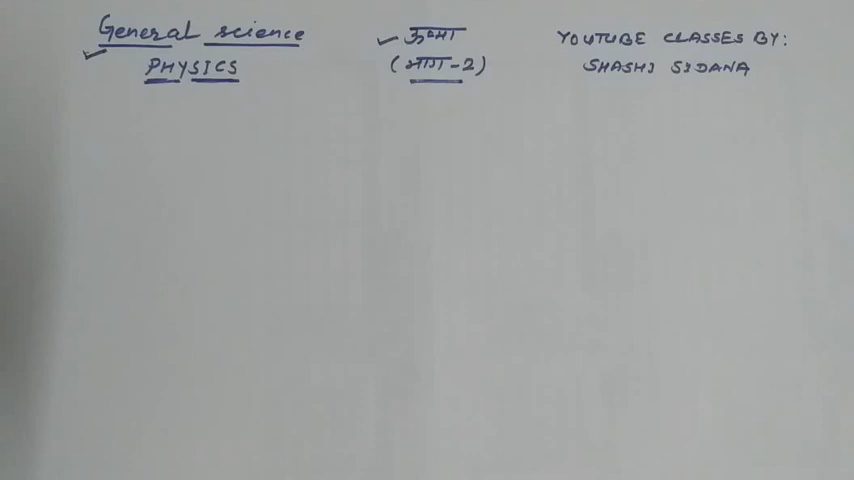 General science
PHYSICS
ऊष्मा
(भाग-2)
YOUTUBE CLASSES BY:
SHASHI SIDANA